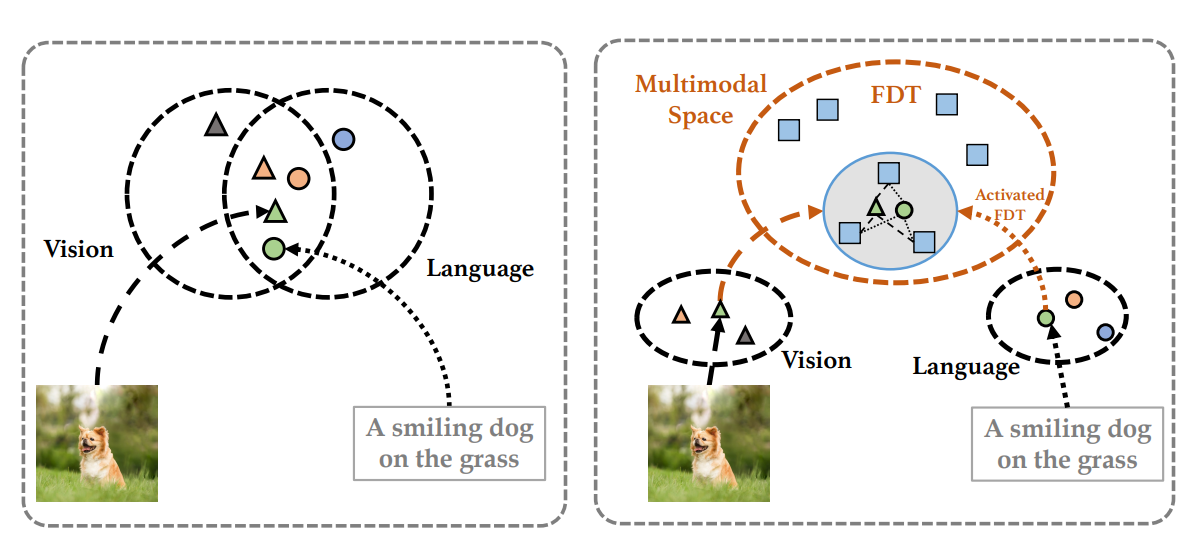 Vision
Language
A smiling dog
on the grass
Multimodal
Space
FDT
Activated
FDT
Vision
Language
A smiling dog
on the grass